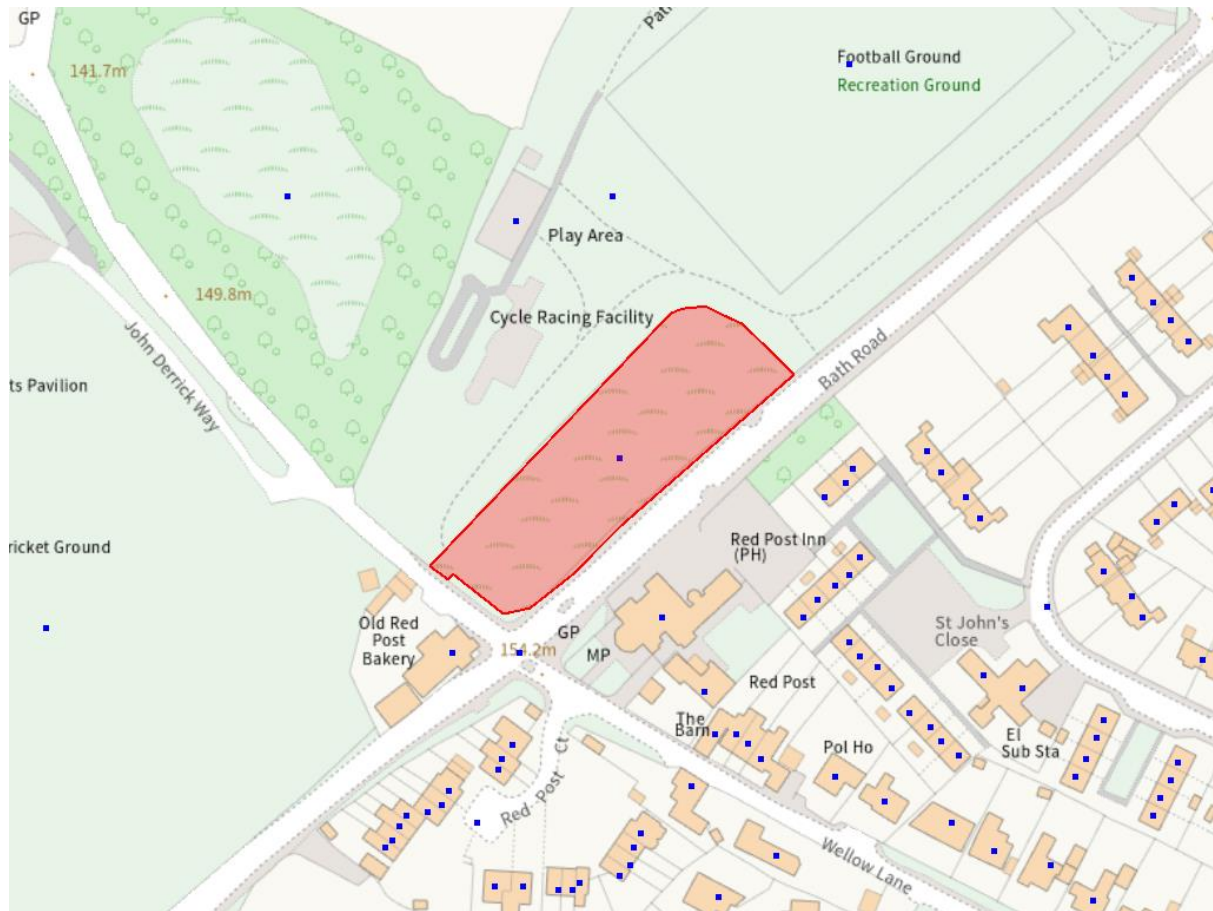 GP
Path
Football Ground
Recreation Ground
141.7m
Play Area
149.8m
Cycle Racing Facility
John Derrick Way
Bath Road
ts Pavilion
ricket Ground
Red Post Inn
(PH)
Old Red
Post
Bakery
GP
154.2m
MP
St John's
Close
Red Post
The
Barn
Pol Ho
El
Sub Sta
Red Post Ct
Wellow Lane